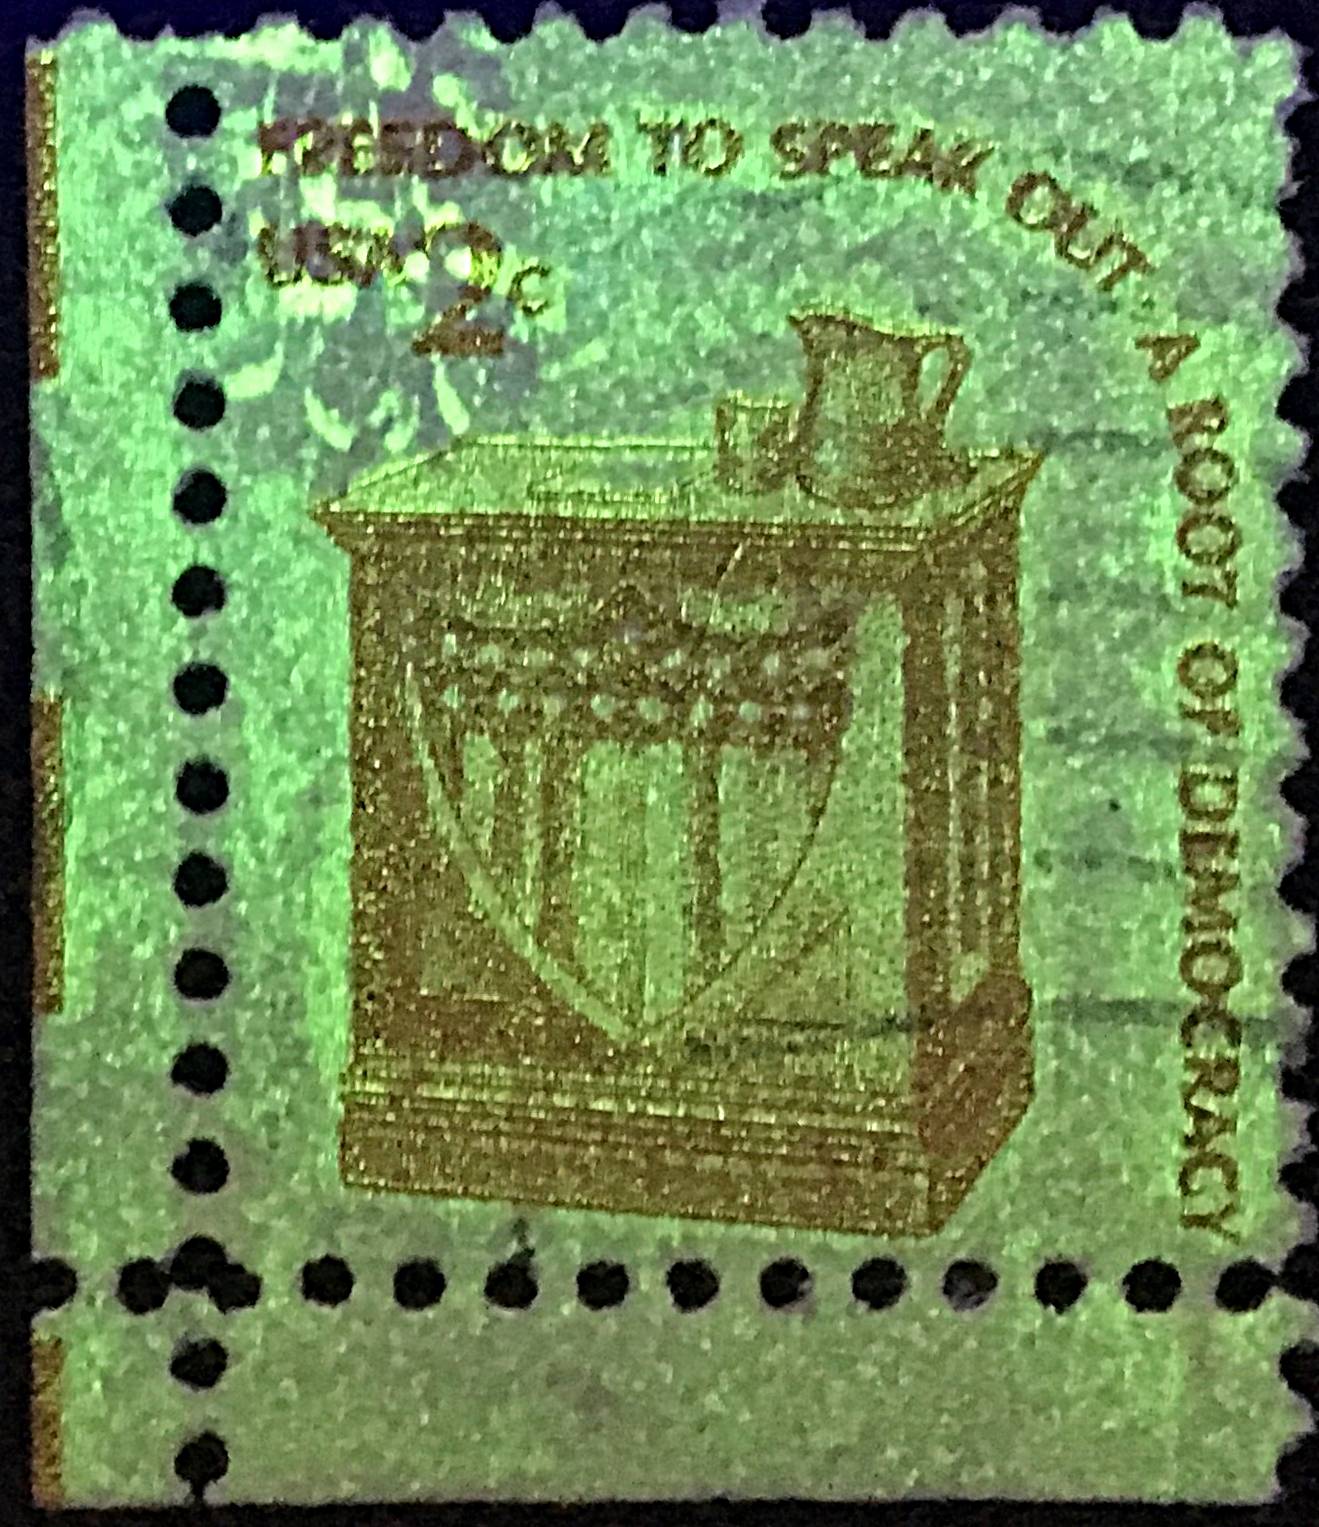 FREEDOM TO SPEAK OUT · A ROOT OF DEMOCRACY
USA 2c